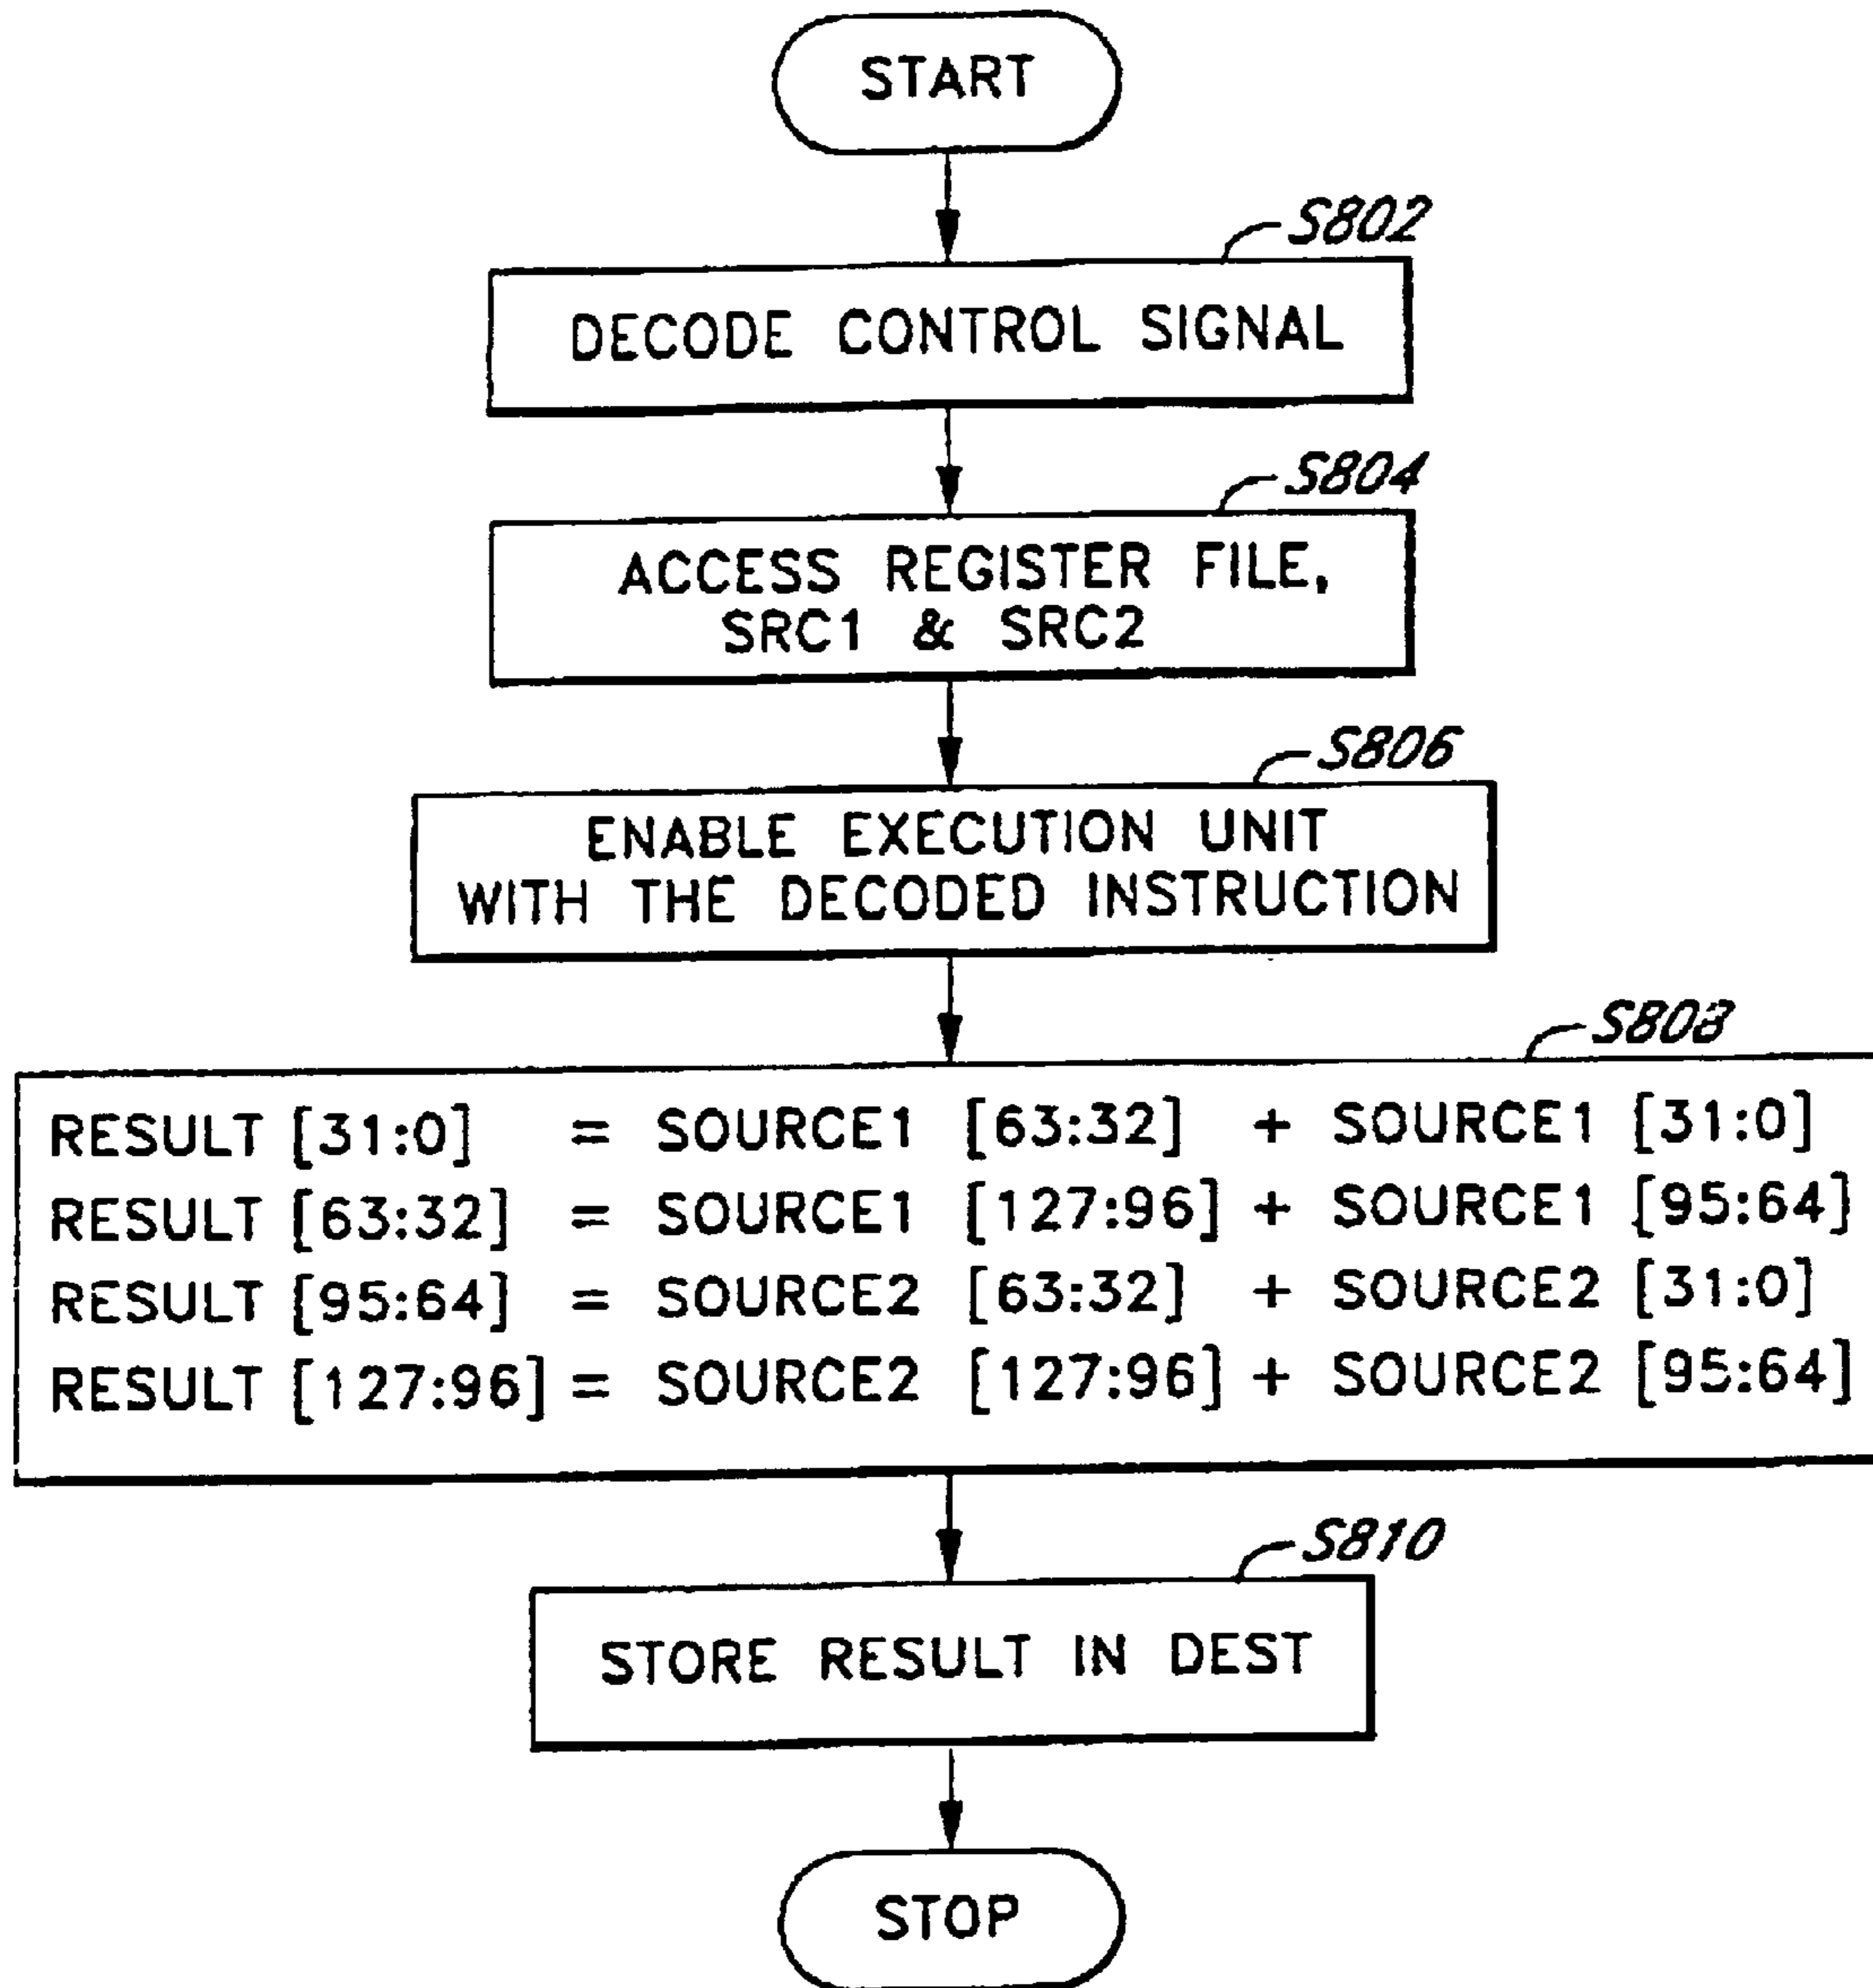 START
S802
DECODE CONTROL SIGNAL
S804
ACCESS REGISTER FILE,
SRC1 & SRC2
S806
ENABLE EXECUTION UNIT
WITH THE DECODED INSTRUCTION
S808
RESULT [31:0] = SOURCE1 [63:32] + SOURCE1 [31:0]
RESULT [63:32] = SOURCE1 [127:96] + SOURCE1 [95:64]
RESULT [95:64] = SOURCE2 [63:32] + SOURCE2 [31:0]
RESULT [127:96] = SOURCE2 [127:96] + SOURCE2 [95:64]
S810
STORE RESULT IN DEST
STOP